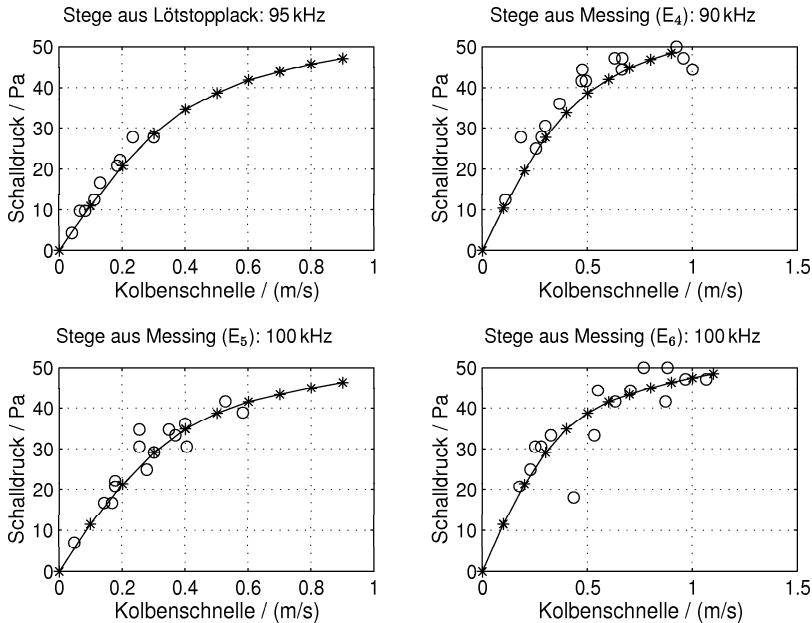 Stege aus Lötstopplack: 95 kHz
Schalldruck / Pa
50
40
30
20
10
0
0 0.2 0.4 0.6 0.8 1
Kolbenschnelle / (m/s)
Stege aus Messing (E₄): 90 kHz
Schalldruck / Pa
50
40
30
20
10
0
0 0.5 1 1.5
Kolbenschnelle / (m/s)
Stege aus Messing (E₅): 100 kHz
Schalldruck / Pa
50
40
30
20
10
0
0 0.2 0.4 0.6 0.8 1
Kolbenschnelle / (m/s)
Stege aus Messing (E₆): 100 kHz
Schalldruck / Pa
50
40
30
20
10
0
0 0.5 1 1.5
Kolbenschnelle / (m/s)